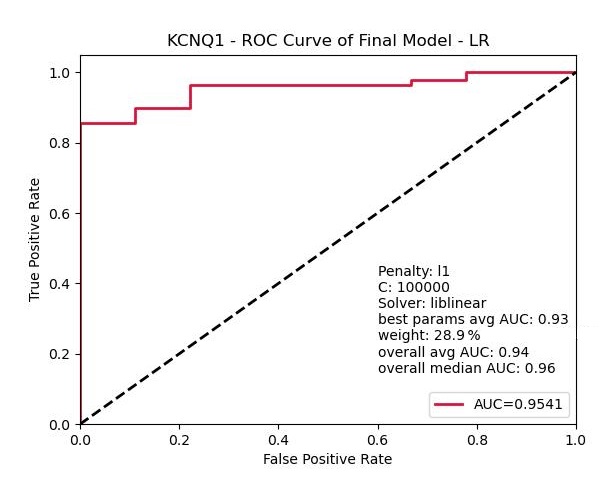 KCNQ1 - ROC Curve of Final Model - LR
True Positive Rate
1.0
0.8
0.6
0.4
0.2
0.0
Penalty: l1
C: 100000
Solver: liblinear
best params avg AUC: 0.93
weight: 28.9 %
overall avg AUC: 0.94
overall median AUC: 0.96
AUC=0.9541
0.0 0.2 0.4 0.6 0.8 1.0
False Positive Rate